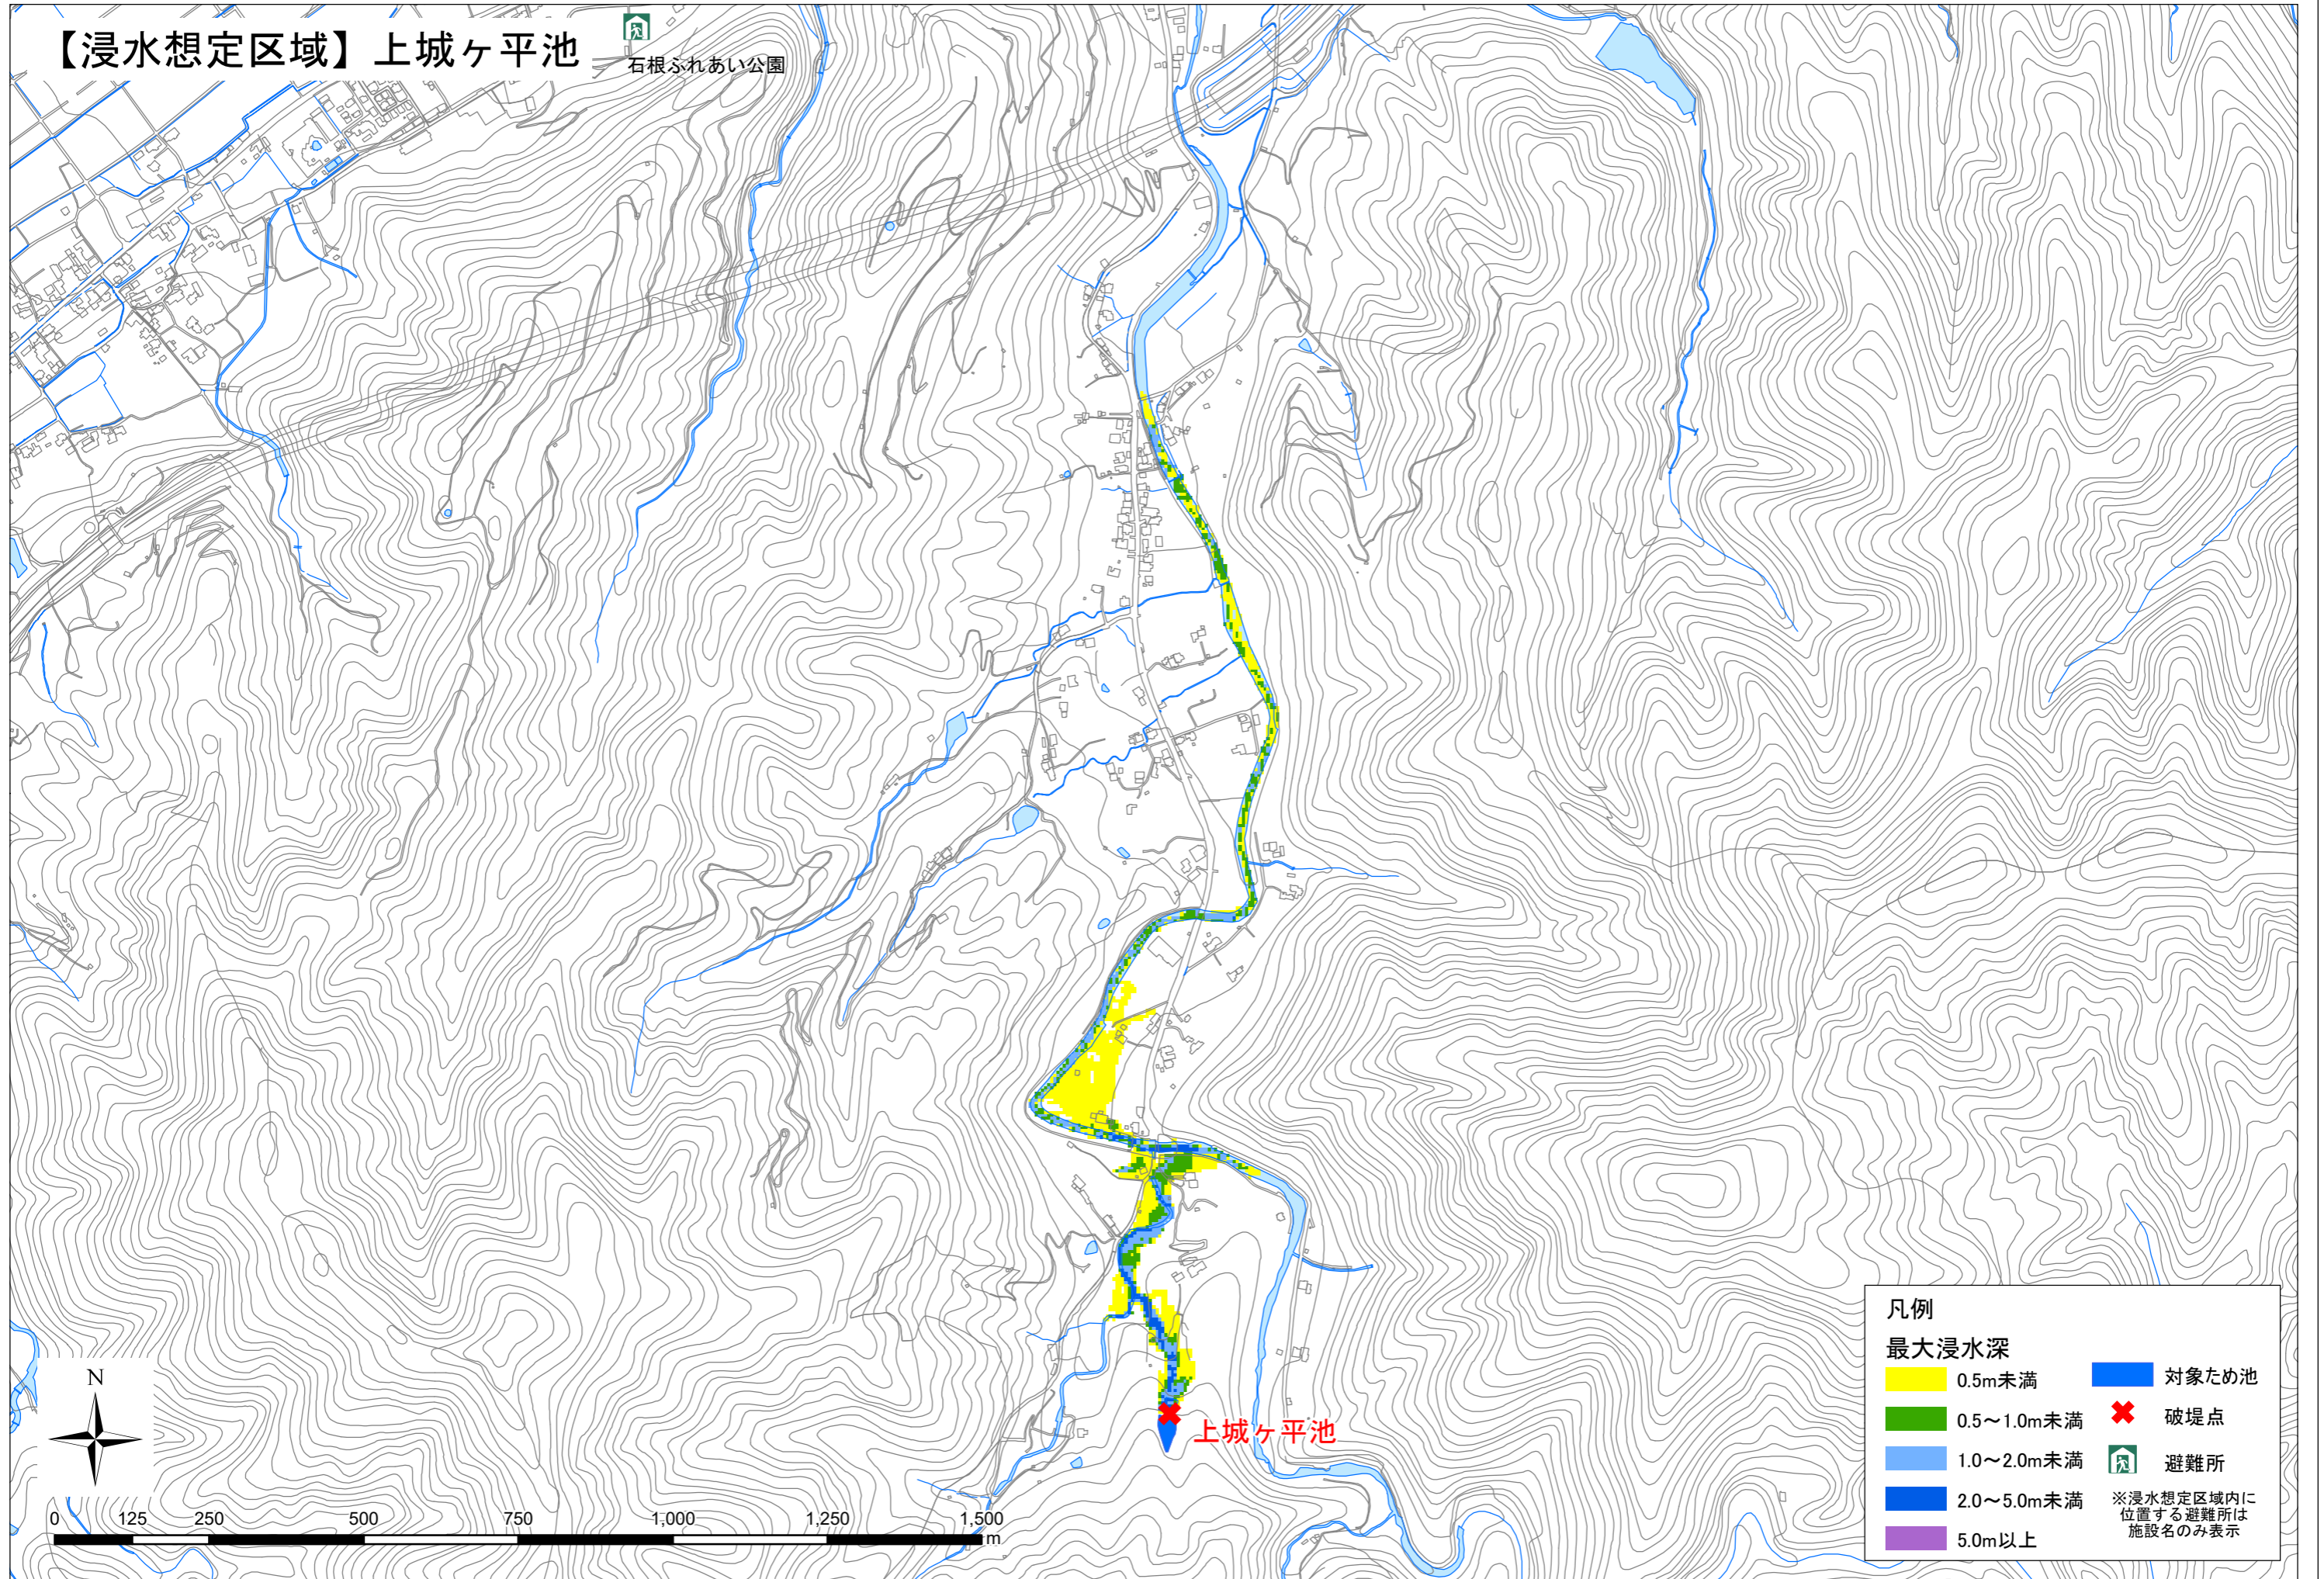 【浸水想定区域】上城ヶ平池
石根ふれあい公園
上城ヶ平池
N
0 125 250 500 750 1,000 1,250 1,500
m
凡例
最大浸水深
0.5m未満
0.5～1.0m未満
1.0～2.0m未満
2.0～5.0m未満
5.0m以上
対象ため池
破堤点
避難所
※浸水想定区域内に
位置する避難所は
施設名のみ表示